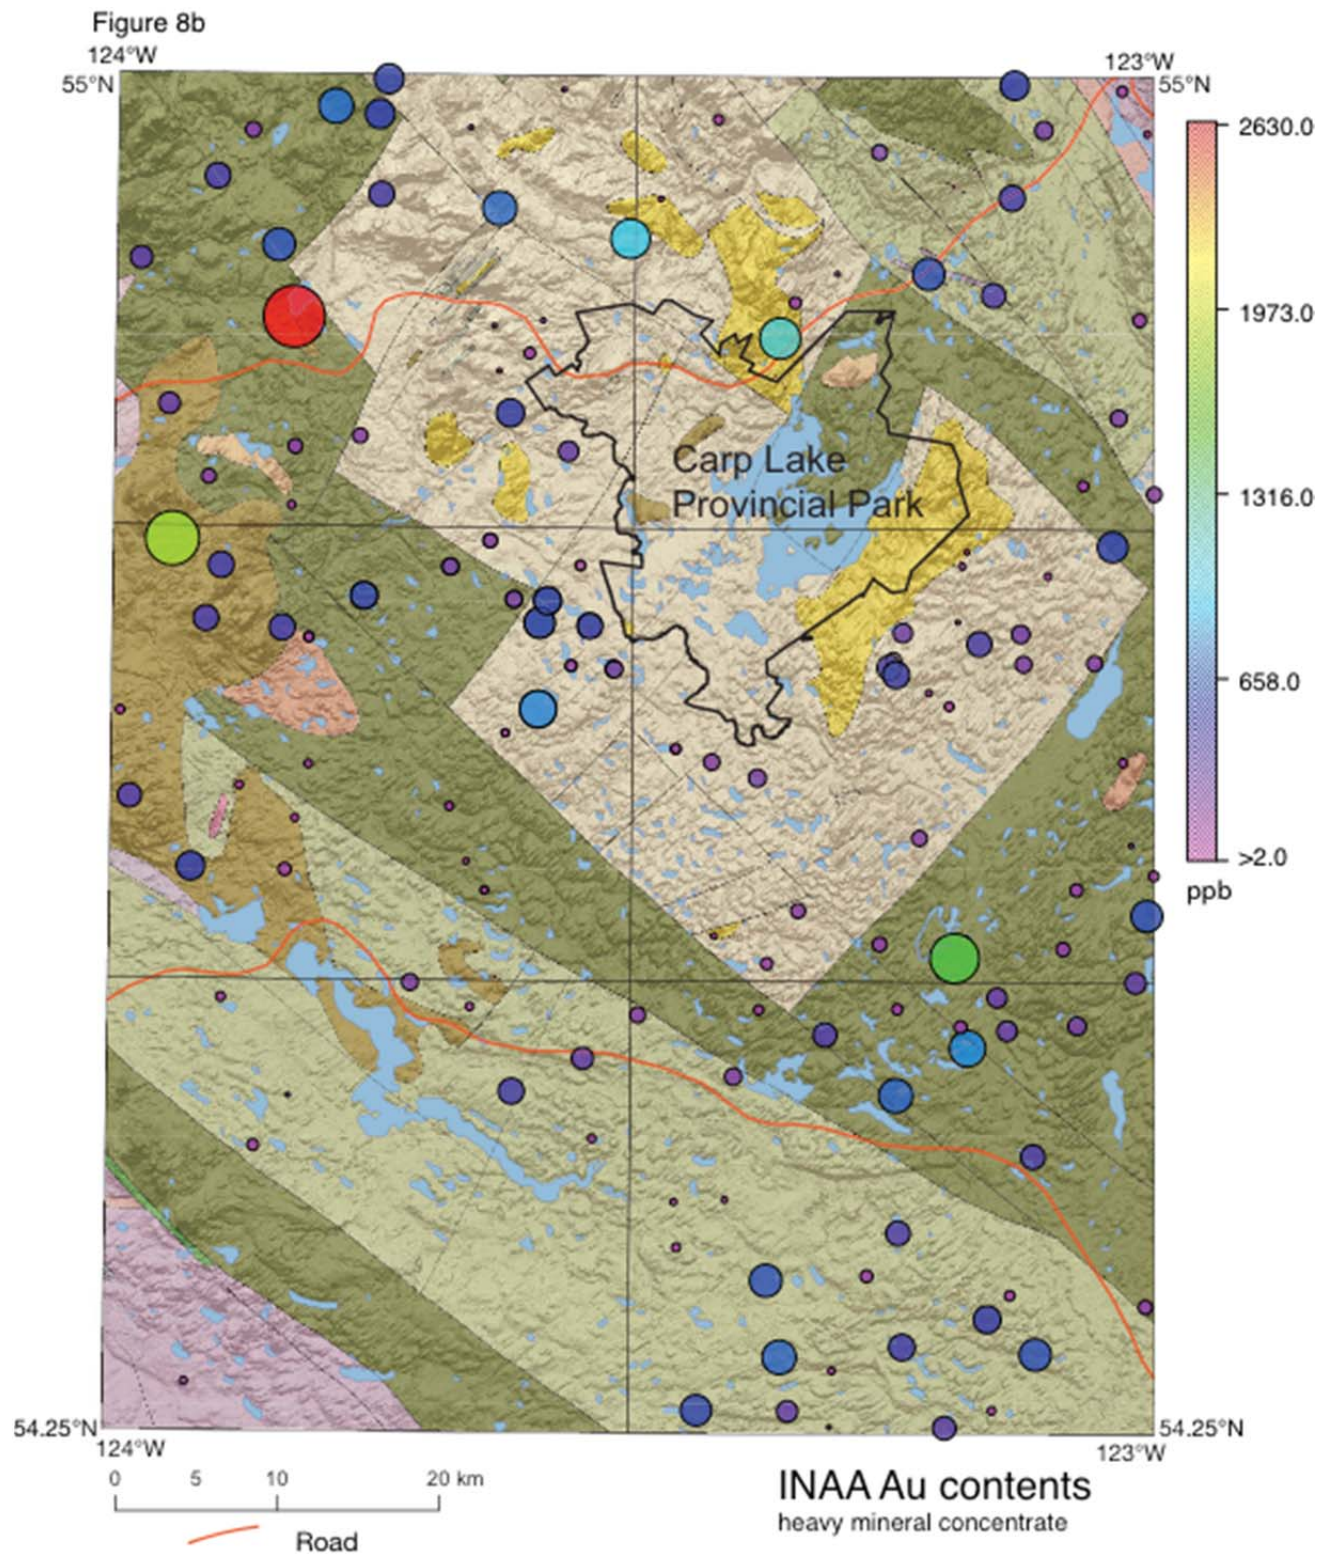 Figure 8b
124°W
123°W
55°N
55°N
2630.0
1973.0
1316.0
658.0
>2.0
ppb
Carp Lake
Provincial Park
54.25°N
54.25°N
124°W
123°W
0 5 10 20 km
Road
INAA Au contents
heavy mineral concentrate